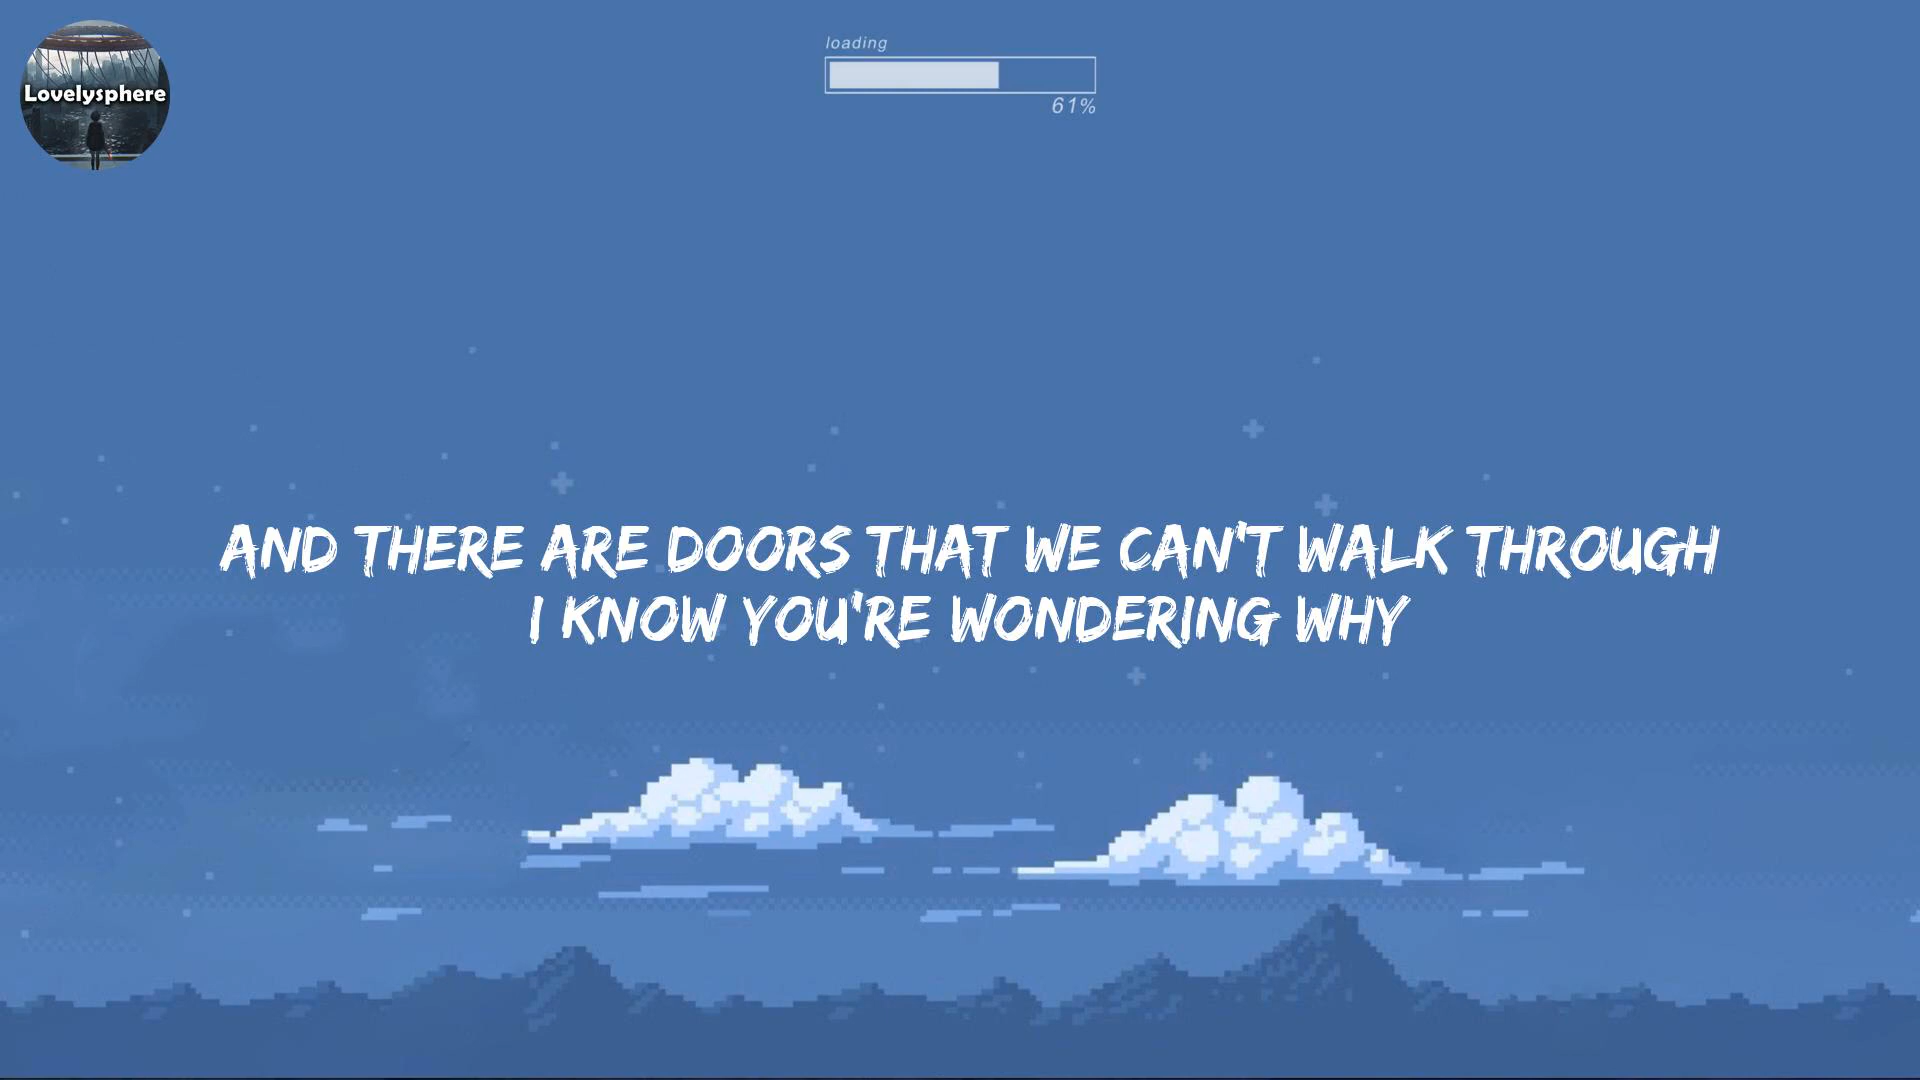 Lovelysphere
loading
61%
AND THERE ARE DOORS THAT WE CAN'T WALK THROUGH
I KNOW YOU'RE WONDERING WHY